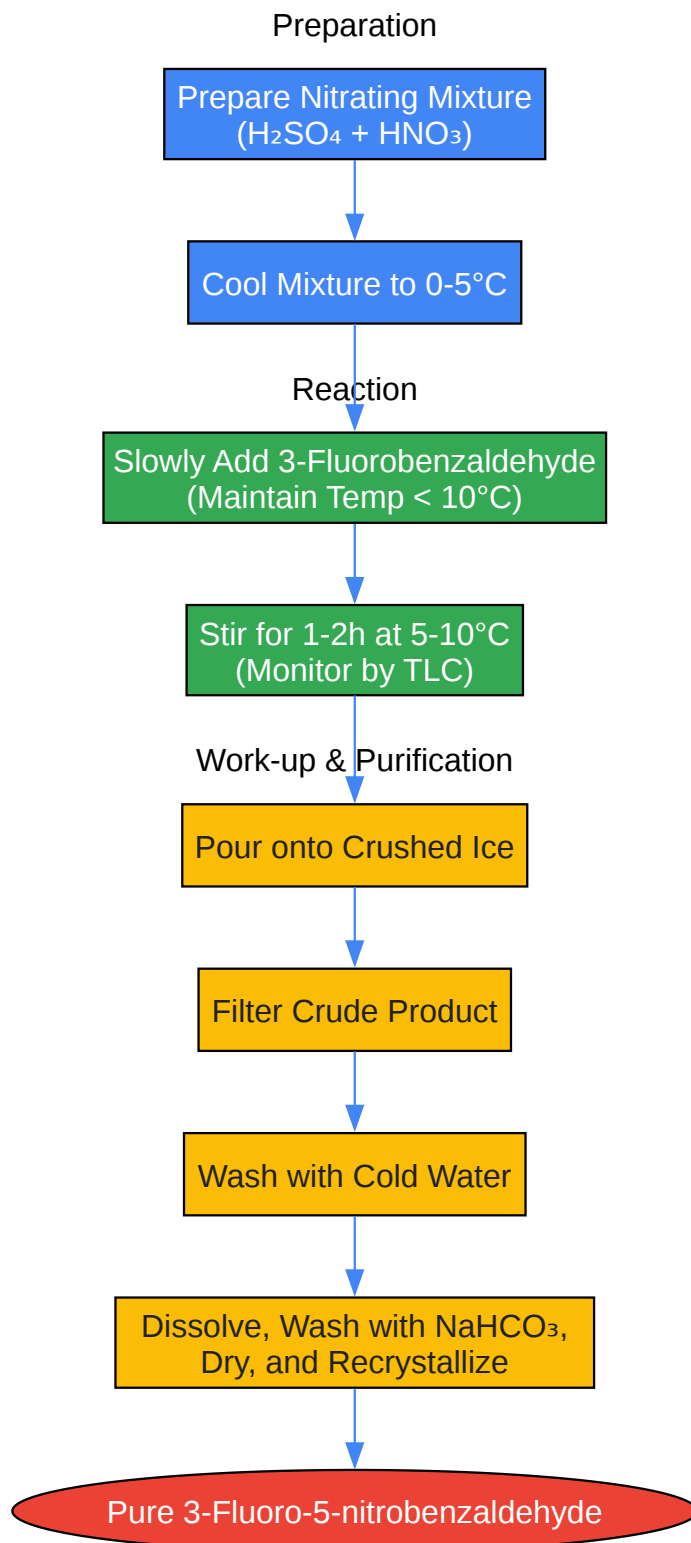 Preparation
Prepare Nitrating Mixture
(H₂SO₄ + HNO₃)
Cool Mixture to 0-5°C
Reaction
Slowly Add 3-Fluorobenzaldehyde
(Maintain Temp < 10°C)
Stir for 1-2h at 5-10°C
(Monitor by TLC)
Work-up & Purification
Pour onto Crushed Ice
Filter Crude Product
Wash with Cold Water
Dissolve, Wash with NaHCO₃,
Dry, and Recrystallize
Pure 3-Fluoro-5-nitrobenzaldehyde